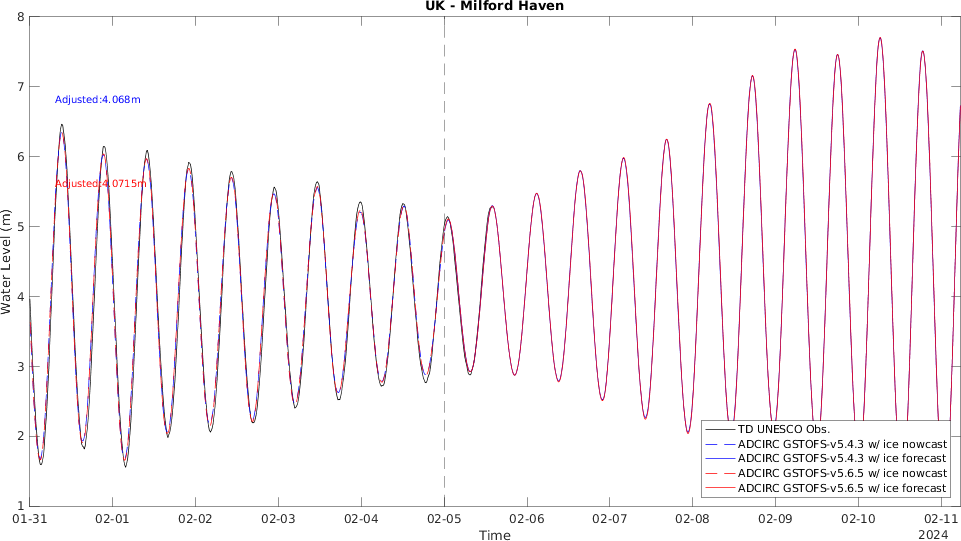 UK - Milford Haven
8
7
6
5
4
3
2
1
Water Level (m)
Adjusted:4.068m
Adjusted:4.0715m
TD UNESCO Obs.
ADCIRC GSTOFS-v5.4.3 w/ ice nowcast
ADCIRC GSTOFS-v5.4.3 w/ ice forecast
ADCIRC GSTOFS-v5.6.5 w/ ice nowcast
ADCIRC GSTOFS-v5.6.5 w/ ice forecast
01-31 02-01 02-02 02-03 02-04 02-05 02-06 02-07 02-08 02-09 02-10 02-11
Time
2024